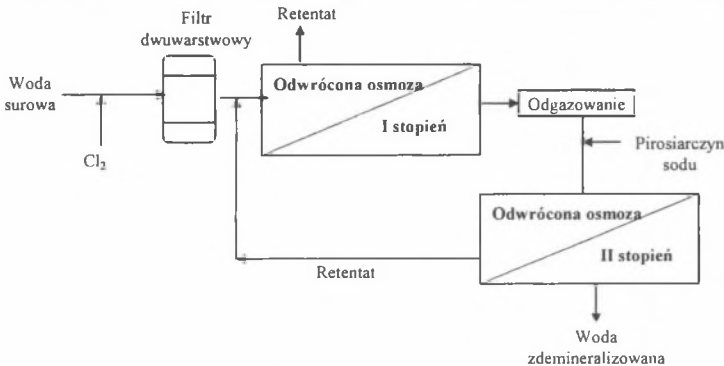 Retentat
Filtr
dwuwarstwowy
Woda
surowa
Cl₂
Odwrócona osmoza
I stopień
Odgazowanie
Pirosiarczyn
sodu
Odwrócona osmoza
II stopień
Retentat
Woda
zdemineralizowana